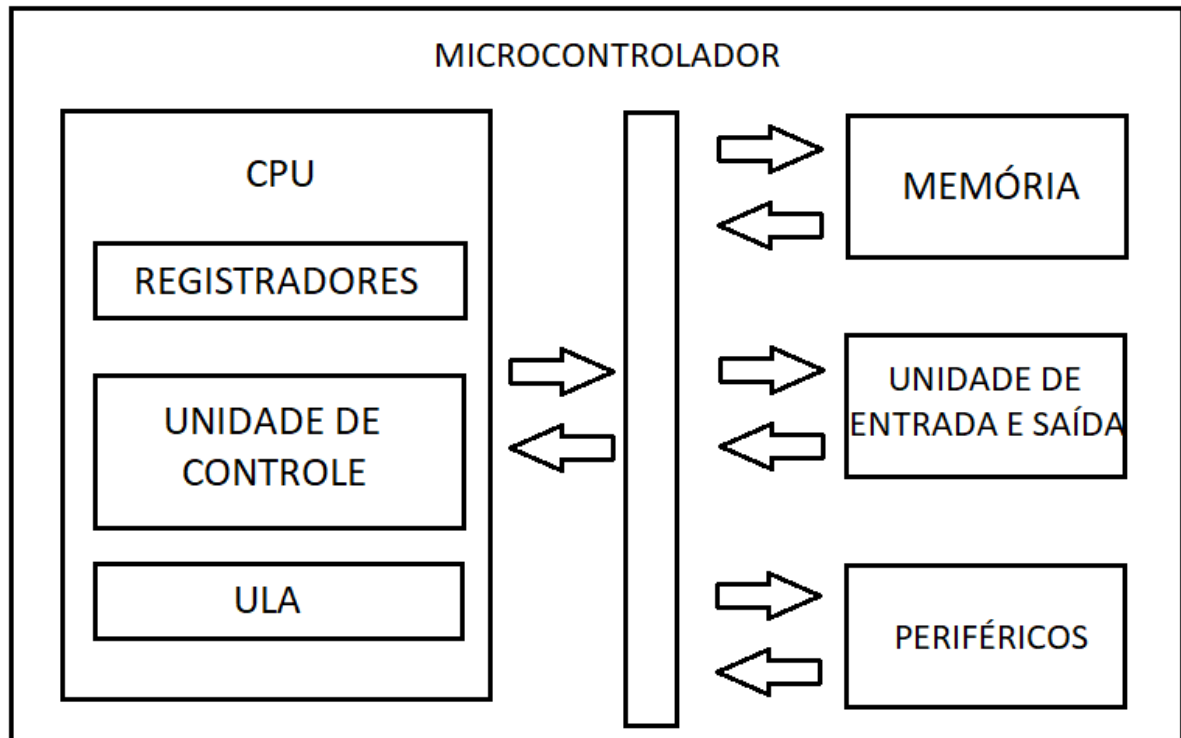 MICROCONTROLADOR
CPU
REGISTRADORES
UNIDADE DE
CONTROLE
ULA
MEMÓRIA
UNIDADE DE
ENTRADA E SAÍDA
PERIFÉRICOS